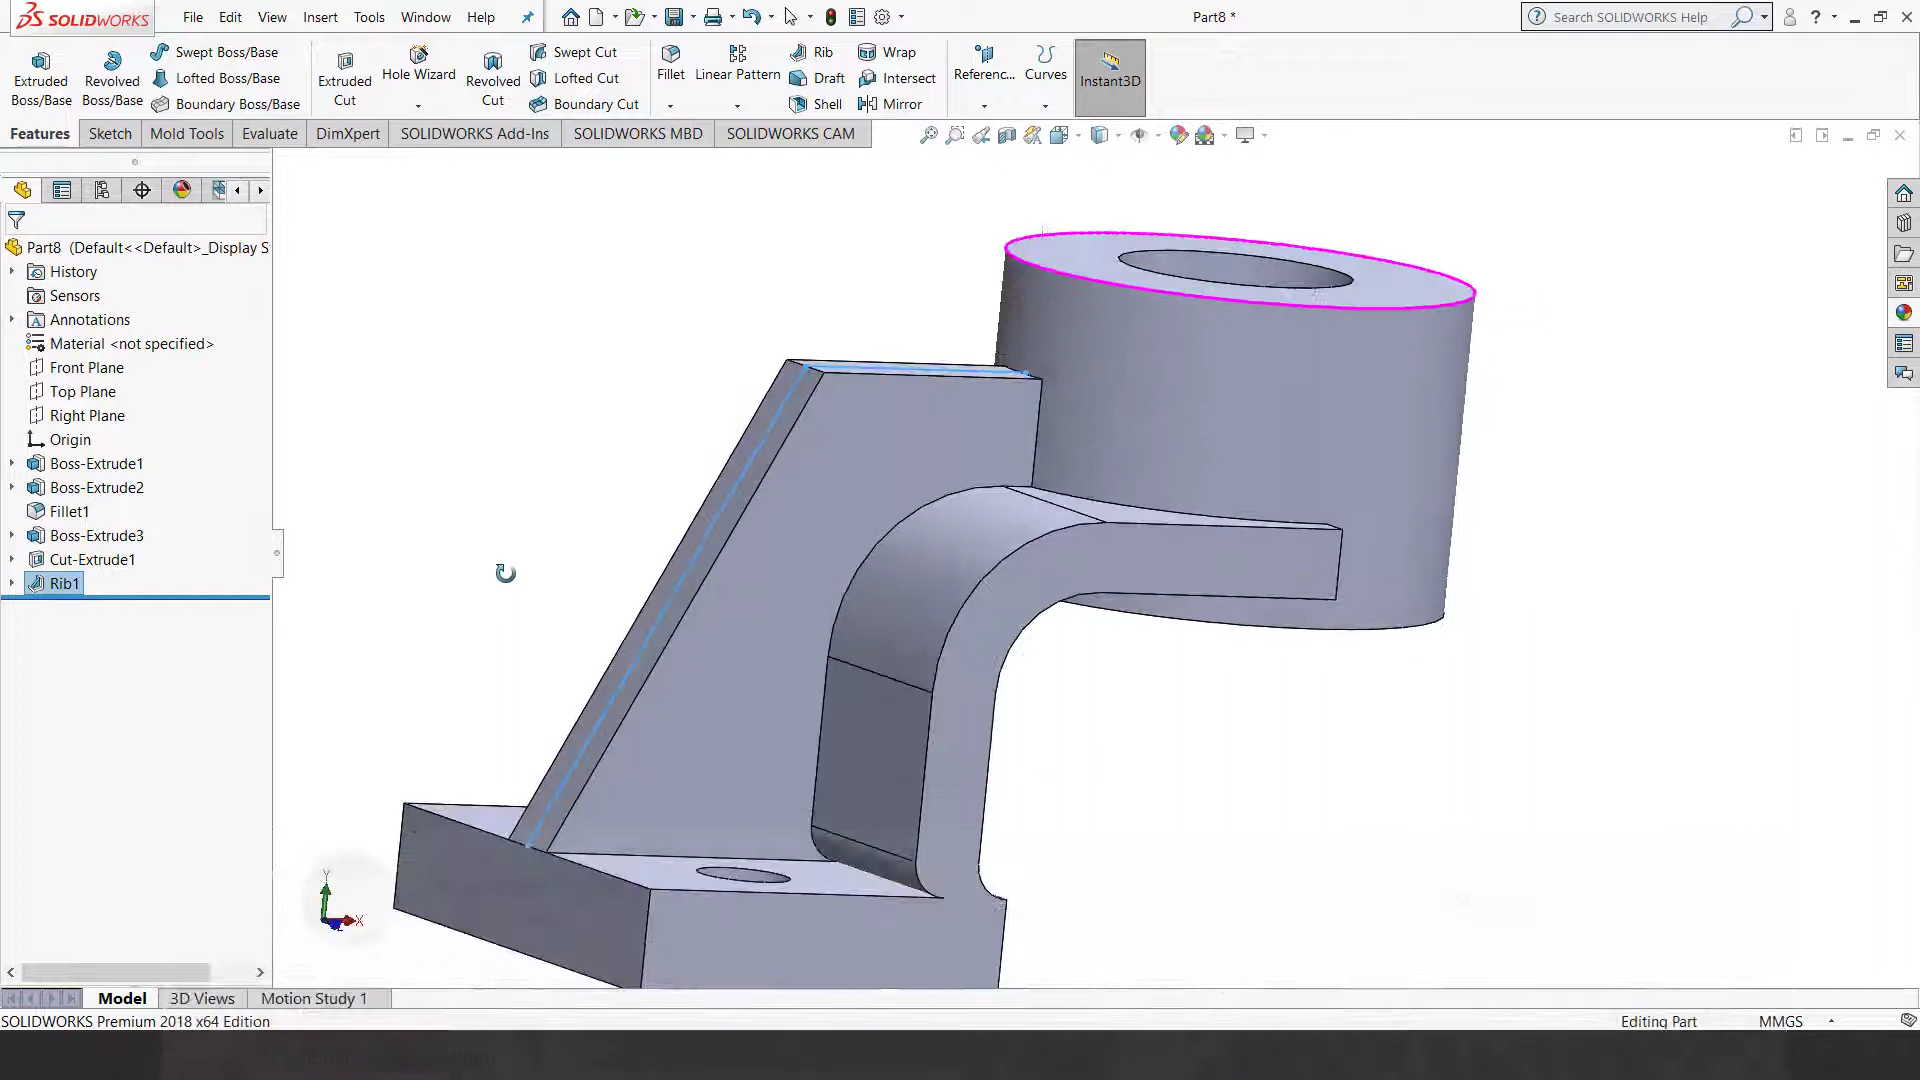 SOLIDWORKS File Edit View Insert Tools Window Help Part8 * Search SOLIDWORKS Help
Extruded Boss/Base
Revolved Boss/Base
Swept Boss/Base
Lofted Boss/Base
Boundary Boss/Base
Extruded Cut
Hole Wizard
Revolved Cut
Swept Cut
Lofted Cut
Boundary Cut
Fillet
Linear Pattern
Rib
Draft
Shell
Wrap
Intersect
Mirror
Referenc...
Curves
Instant3D
Features Sketch Mold Tools Evaluate DimXpert SOLIDWORKS Add-Ins SOLIDWORKS MBD SOLIDWORKS CAM
Part8 (Default<<Default>_Display S
History
Sensors
Annotations
Material <not specified>
Front Plane
Top Plane
Right Plane
Origin
Boss-Extrude1
Boss-Extrude2
Fillet1
Boss-Extrude3
Cut-Extrude1
Rib1
Y
X
Z
Model 3D Views Motion Study 1
SOLIDWORKS Premium 2018 x64 Edition Editing Part MMGS